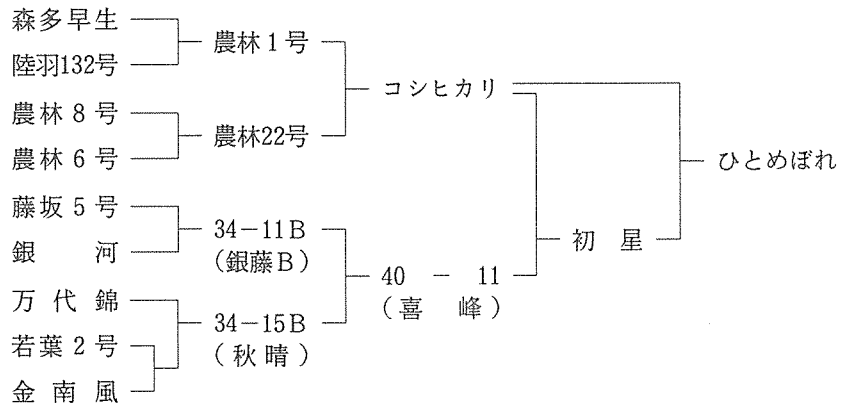 森多早生
農林1号
陸羽132号
コシヒカリ
農林8号
農林22号
農林6号
ひとめぼれ
藤坂5号
34-11B
(銀藤B)
銀河
初星
40-11
(喜峰)
万代錦
34-15B
(秋晴)
若葉2号
金南風